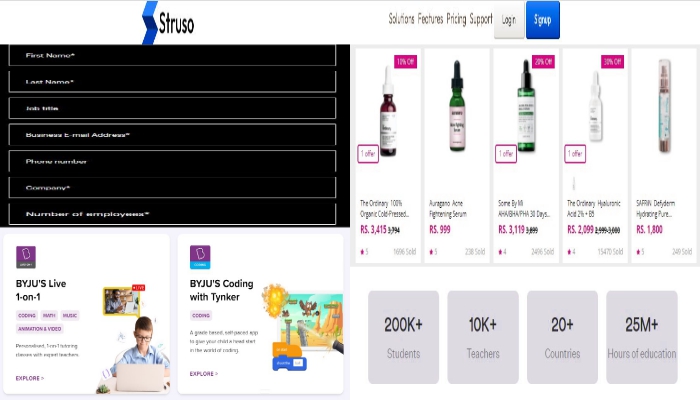 Struso
Solutions Features Pricing Support Login Signup
First Name*
Last Name*
Job title
Business E-mail Address*
Phone number
Company*
Number of employees*
10% Off
1 offer
The Ordinary 100%
Organic Cold-Pressed...
RS. 3,415 3,794
5 1696 Sold
Auragano Acne
Fightening Serum
RS. 999
5 238 Sold
20% Off
1 offer
Some By Mi
AHA/BHA/PHA 30 Days...
RS. 3,119 3,899
4 2496 Sold
30% Off
1 offer
The Ordinary Hyaluronic
Acid 2% + B5
RS. 2,099 2,999-3,000
4 15470 Sold
SAFRIN Defyderm
Hydrating Pure...
RS. 1,800
5 249 Sold
BYJU'S Live
1-on-1
CODING MATH MUSIC
ANIMATION & VIDEO
Personalised, 1-on-1 tutoring
classes with expert teachers.
EXPLORE >
LIVE
CODING
BYJU'S Coding
with Tynker
CODING
A grade based, self-paced app
to give your child a head start
in the world of coding.
EXPLORE >
200K+
Students
10K+
Teachers
20+
Countries
25M+
Hours of education